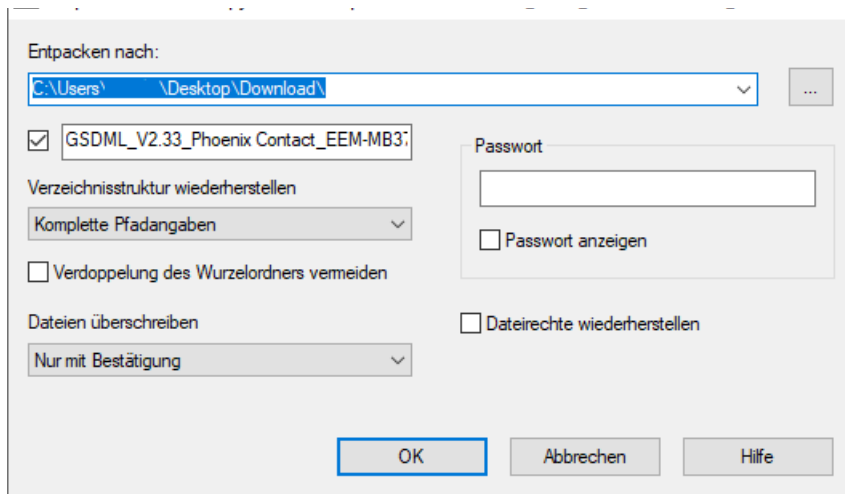 Entpacken nach:
C:\Users\ \Desktop\Download\
...
GSDML_V2.33_Phoenix Contact_EEM-MB37
Passwort
Verzeichnisstruktur wiederherstellen
Komplette Pfadangaben
Passwort anzeigen
Verdoppelung des Wurzelordners vermeiden
Dateien überschreiben
Dateirechte wiederherstellen
Nur mit Bestätigung
OK
Abbrechen
Hilfe